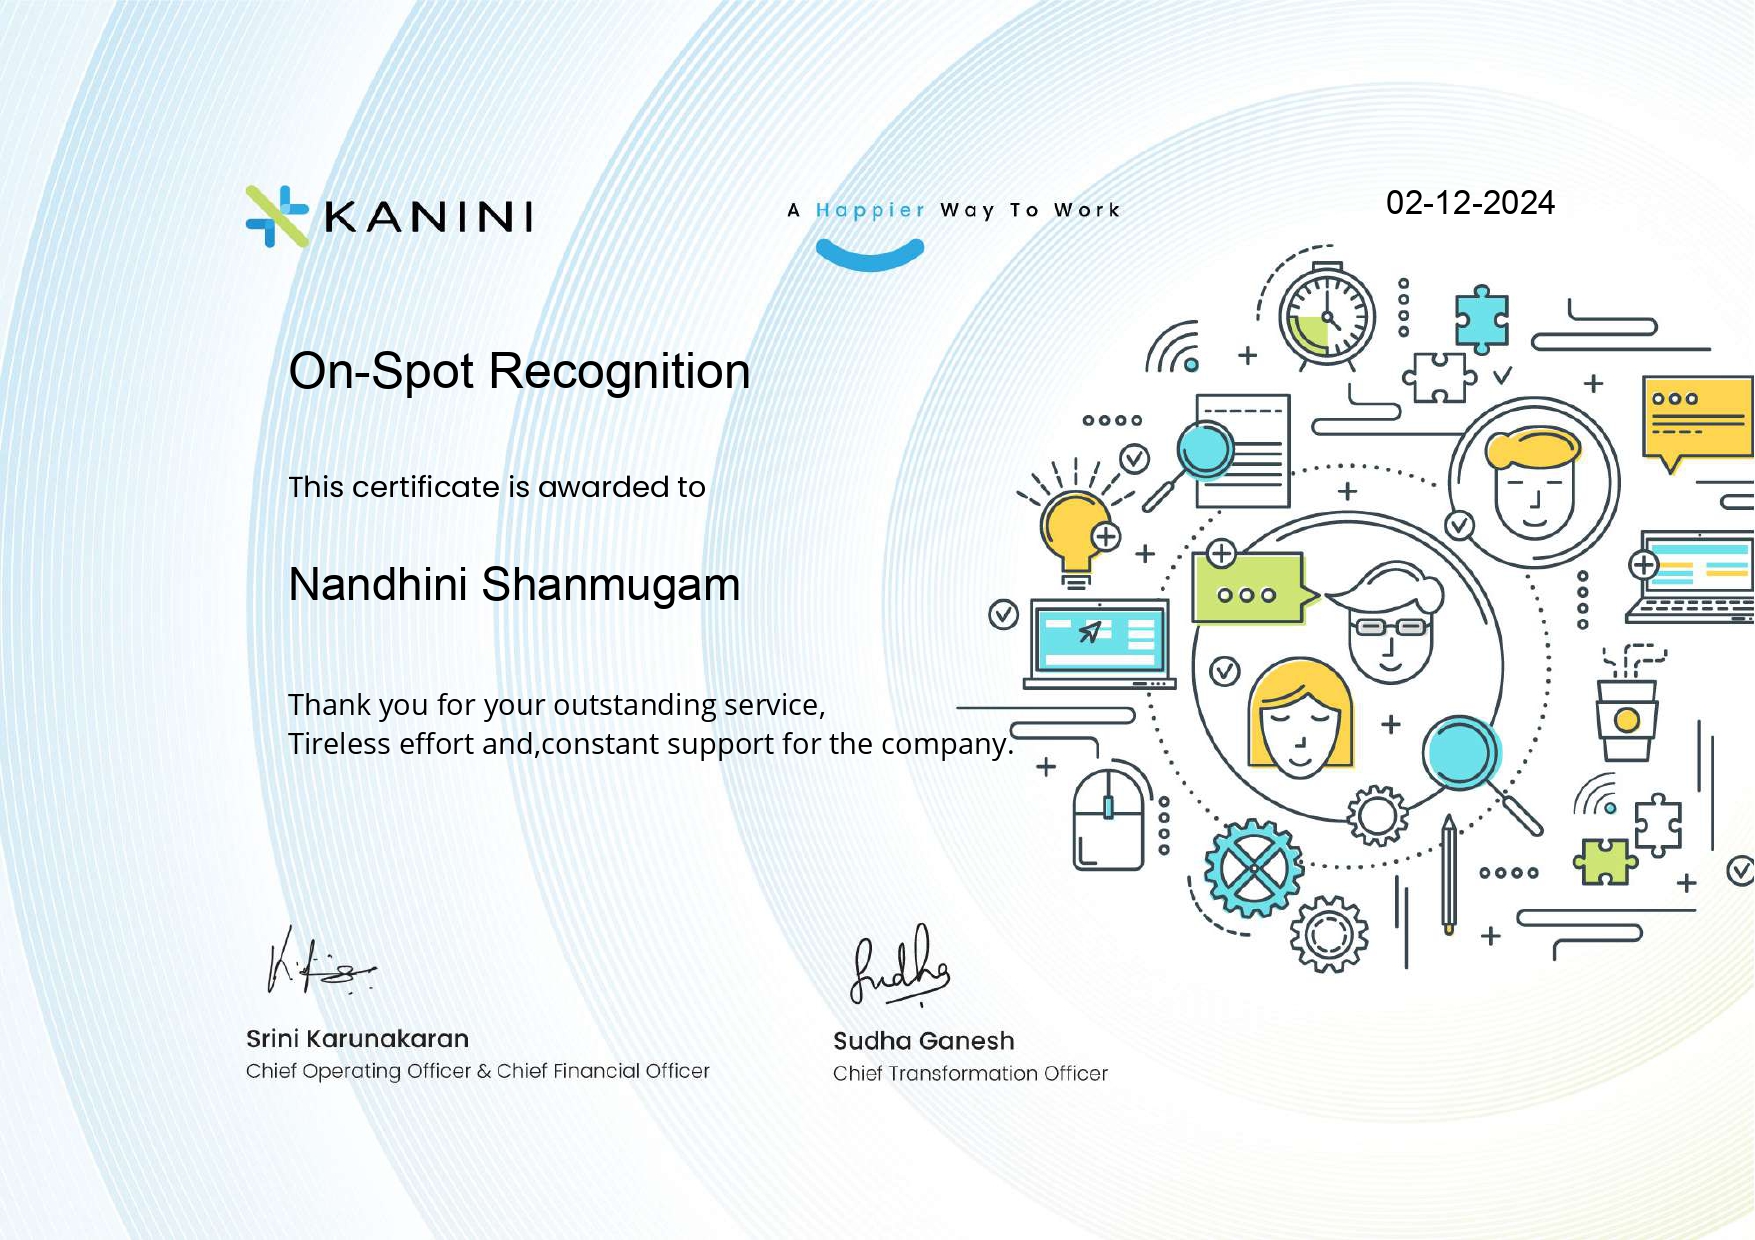 KANINI
A Happier Way To Work
02-12-2024
On-Spot Recognition
This certificate is awarded to
Nandhini Shanmugam
Thank you for your outstanding service,
Tireless effort and,constant support for the company.
Sudha
Srini Karunakaran
Chief Operating Officer & Chief Financial Officer
Sudha Ganesh
Chief Transformation Officer